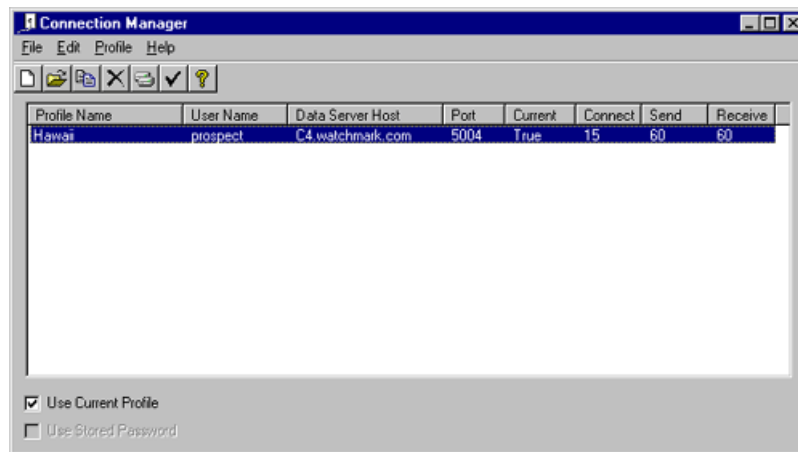 Connection Manager
File Edit Profile Help
Profile Name User Name Data Server Host Port Current Connect Send Receive
Hawaii prospect C4.watchmark.com 5004 True 15 60 60
Use Current Profile
Use Stored Password